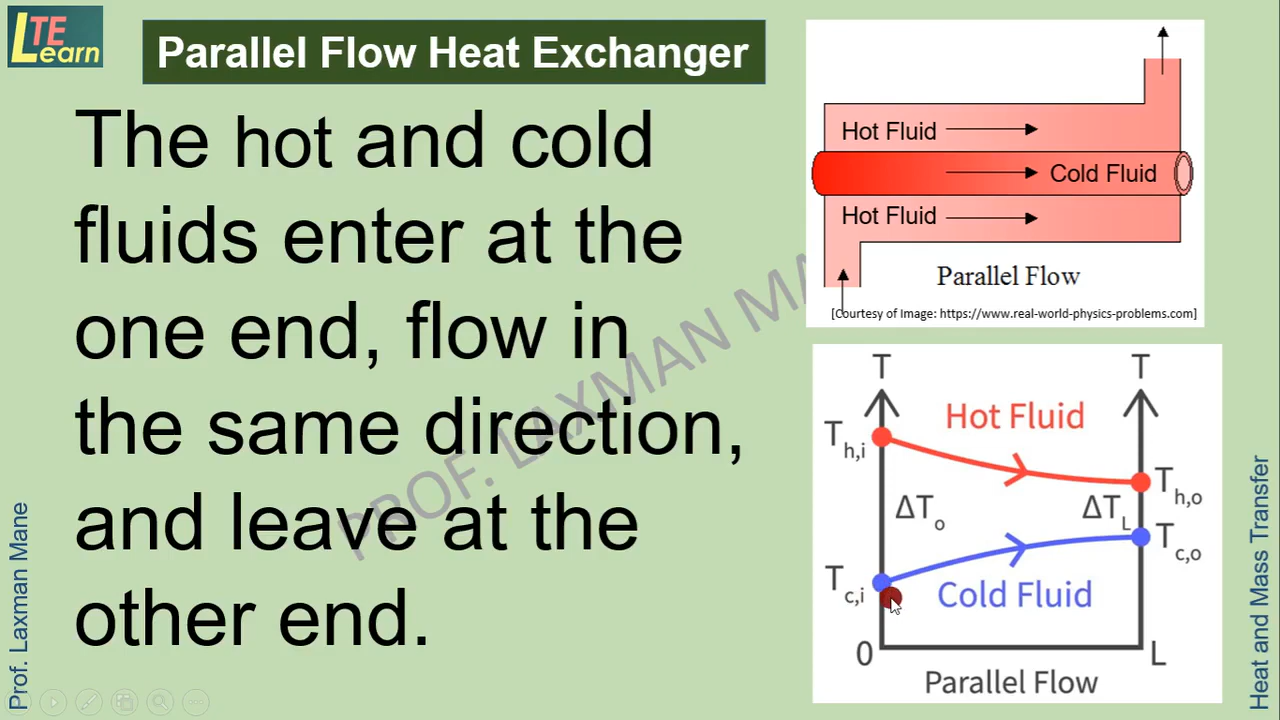 LTE
Learn
Parallel Flow Heat Exchanger
The hot and cold
fluids enter at the
one end, flow in
the same direction,
and leave at the
other end.
PROF. LAXMAN MA
Hot Fluid
Cold Fluid
Hot Fluid
Parallel Flow
[Courtesy of Image: https://www.real-world-physics-problems.com]
T
T
Hot Fluid
T h,i
T h,o
ΔT o
ΔT L
T c,o
T c,i
Cold Fluid
0
L
Parallel Flow
Prof. Laxman Mane
Heat and Mass Transfer